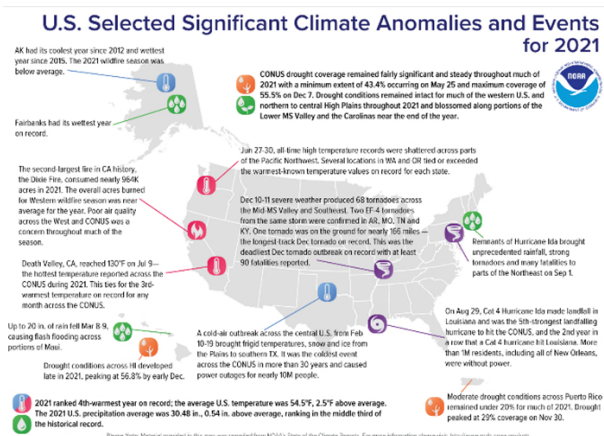 U.S. Selected Significant Climate Anomalies and Events
for 2021
AK had its coolest year since 2012 and wettest
year since 2015. The 2021 wildfire season was
below average.
CONUS drought coverage remained fairly significant and steady throughout much of
2021 with a minimum extent of 43.4% occurring on May 25 and maximum coverage of
55.5% on Dec 7. Drought conditions remained intact for much of the western U.S. and
northern to central High Plains throughout 2021 and blossomed along portions of the
Lower MS Valley and the Carolinas near the end of the year.
NOAA
Fairbanks had its wettest year
on record.
Jun 27-30, all-time high temperature records were shattered across parts
of the Pacific Northwest. Several locations in WA and OR tied or exceeded
the warmest-known temperature values on record for each state.
The second-largest fire in CA history,
the Dixie Fire, consumed nearly 964K
acres in 2021. The overall acres burned
for Western wildfire season was near
average for the year. Poor air quality
across the West and CONUS was a
concern throughout much of the
season.
Dec 10-11 severe weather produced 68 tornadoes across
the Mid-MS Valley and Southeast. Two EF-4 tornadoes
from the same storm were confirmed in AR, MO, TN and
KY. One tornado was on the ground for nearly 166 miles —
the longest-track Dec tornado on record. This was the
deadliest Dec tornado outbreak on record with at least
90 fatalities reported.
Remnants of Hurricane Ida brought
unprecedented rainfall, strong
tornadoes and many fatalities to
parts of the Northeast on Sep 1.
Death Valley, CA, reached 130°F on Jul 9—
the hottest temperature reported across the
CONUS during 2021. This ties for the 3rd-
warmest temperature on record for any
month across the CONUS.
On Aug 29, Cat 4 Hurricane Ida made landfall in
Louisiana and was the 5th-strongest landfalling
hurricane to hit the CONUS, and the 2nd year in
a row that a Cat 4 hurricane hit Louisiana. More
than 1M residents, including all of New Orleans,
were without power.
Up to 20 in. of rain fell Mar 8-9,
causing flash flooding across
portions of Maui.
A cold-air outbreak across the central U.S. from Feb
10-19 brought frigid temperatures, snow and ice from
the Plains to southern TX. It was the coldest event
across the CONUS in more than 30 years and caused
power outages for nearly 10M people.
Drought conditions across HI developed
late in 2021, peaking at 56.8% by early Dec.
Moderate drought conditions across Puerto Rico
remained under 20% for much of 2021. Drought
peaked at 29% coverage on Nov 30.
2021 ranked 4th-warmest year on record; the average U.S. temperature was 54.5°F, 2.5°F above average.
The 2021 U.S. precipitation average was 30.48 in., 0.54 in. above average, ranking in the middle third of
the historical record.